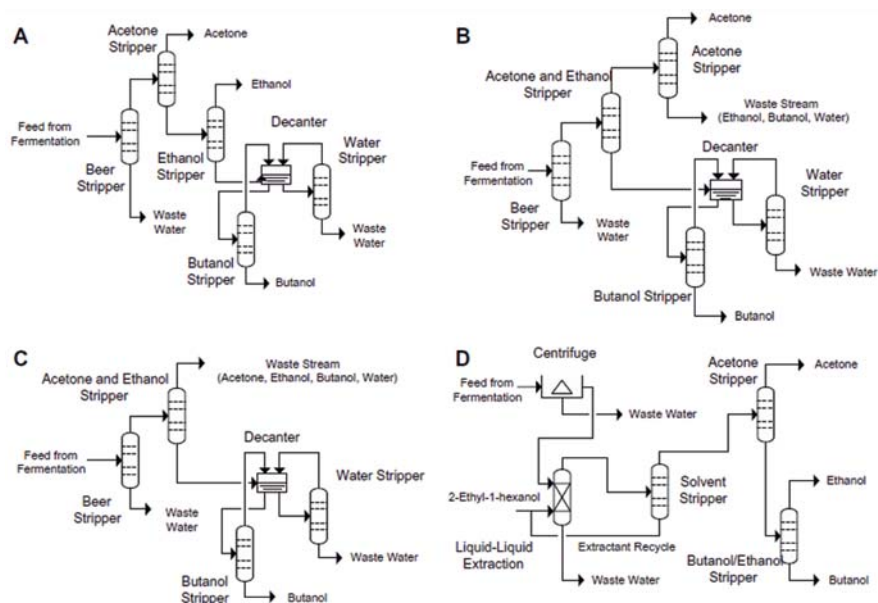 A
Acetone
Stripper
Acetone
Ethanol
Feed from
Fermentation
Beer
Stripper
Ethanol
Stripper
Decanter
Water
Stripper
Waste
Water
Waste
Water
Butanol
Stripper
Butanol
B
Acetone
Acetone
Stripper
Acetone and Ethanol
Stripper
Waste Stream
(Ethanol, Butanol, Water)
Decanter
Water
Stripper
Feed from
Fermentation
Beer
Stripper
Waste
Water
Waste Water
Butanol Stripper
Butanol
C
Waste Stream
(Acetone, Ethanol, Butanol, Water)
Acetone and Ethanol
Stripper
Decanter
Feed from
Fermentation
Water Stripper
Beer
Stripper
Waste
Water
Waste Water
Butanol
Stripper
Butanol
D
Centrifuge
Acetone
Stripper
Acetone
Feed from
Fermentation
Waste Water
2-Ethyl-1-hexanol
Solvent
Stripper
Ethanol
Liquid-Liquid
Extraction
Extractant Recycle
Butanol/Ethanol
Stripper
Waste Water
Butanol